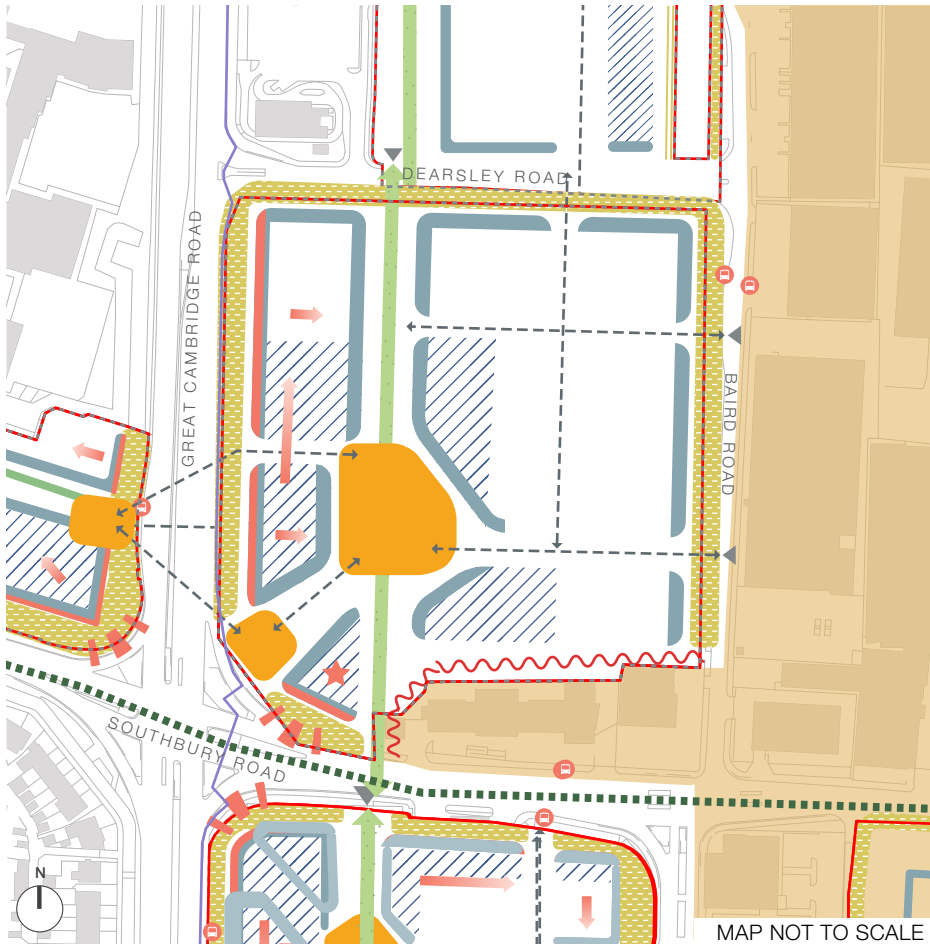 DEARSLEY ROAD
GREAT CAMBRIDGE ROAD
BAIRD ROAD
SOUTHBURY ROAD
N
MAP NOT TO SCALE